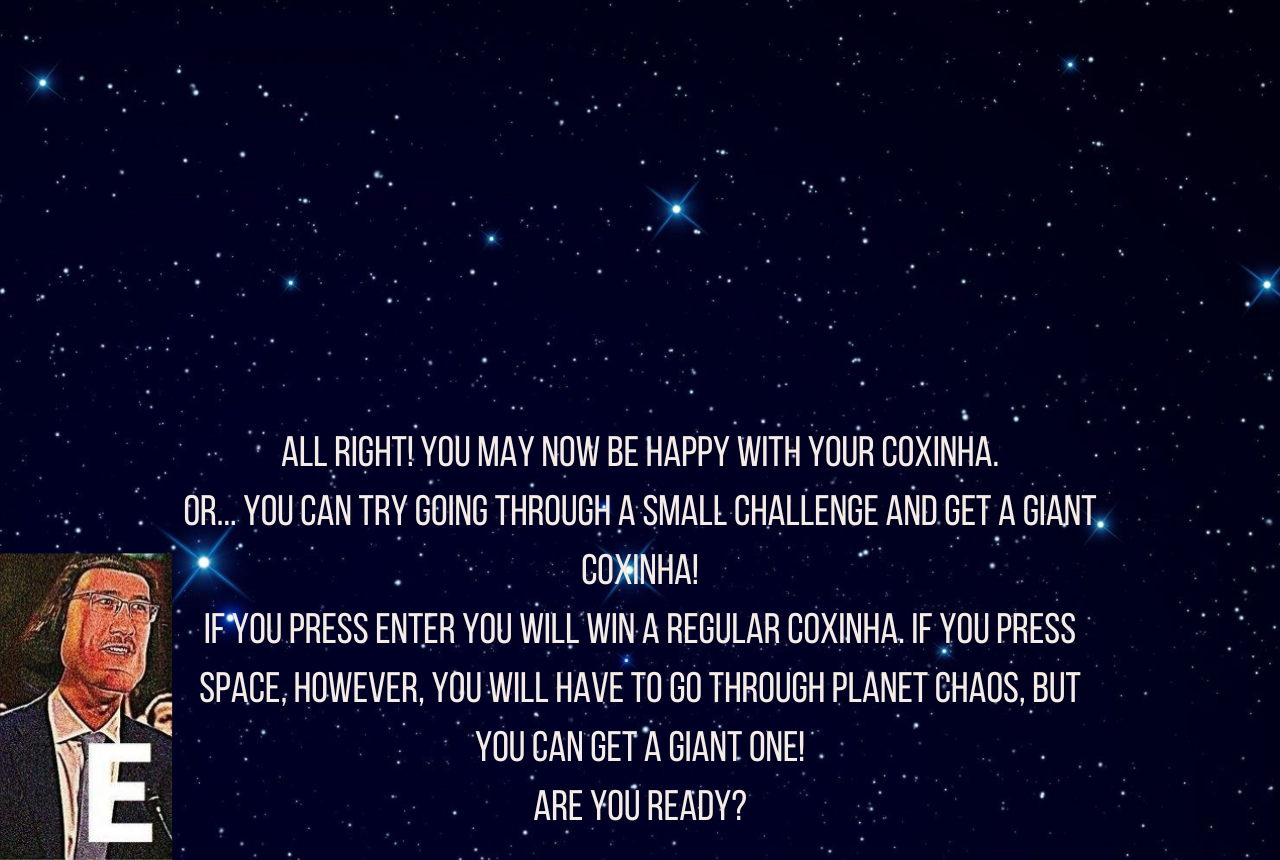 ALL RIGHT! YOU MAY NOW BE HAPPY WITH YOUR COXINHA.
OR... YOU CAN TRY GOING THROUGH A SMALL CHALLENGE AND GET A GIANT
COXINHA!
IF YOU PRESS ENTER YOU WILL WIN A REGULAR COXINHA. IF YOU PRESS
SPACE, HOWEVER, YOU WILL HAVE TO GO THROUGH PLANET CHAOS, BUT
YOU CAN GET A GIANT ONE!
ARE YOU READY?
E